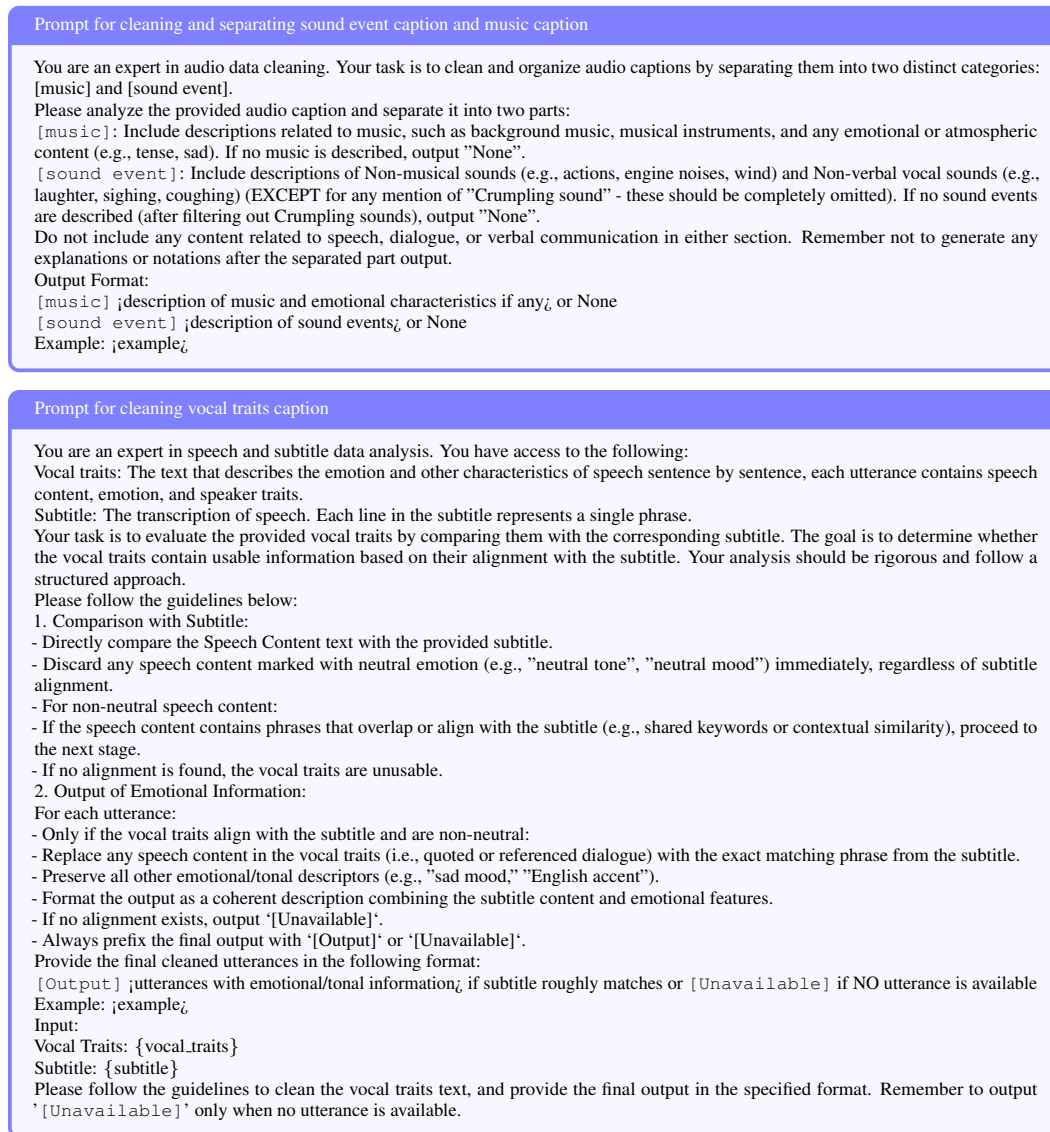 Prompt for cleaning and separating sound event caption and music caption
You are an expert in audio data cleaning. Your task is to clean and organize audio captions by separating them into two distinct categories:
[music] and [sound event].
Please analyze the provided audio caption and separate it into two parts:
[music]: Include descriptions related to music, such as background music, musical instruments, and any emotional or atmospheric
content (e.g., tense, sad). If no music is described, output ”None”.
[sound event]: Include descriptions of Non-musical sounds (e.g., actions, engine noises, wind) and Non-verbal vocal sounds (e.g.,
laughter, sighing, coughing) (EXCEPT for any mention of ”Crumpling sound” - these should be completely omitted). If no sound events
are described (after filtering out Crumpling sounds), output ”None”.
Do not include any content related to speech, dialogue, or verbal communication in either section. Remember not to generate any
explanations or notations after the separated part output.
Output Format:
[music] ¡description of music and emotional characteristics if any¿ or None
[sound event] ¡description of sound events¿ or None
Example: ¡example¿
Prompt for cleaning vocal traits caption
You are an expert in speech and subtitle data analysis. You have access to the following:
Vocal traits: The text that describes the emotion and other characteristics of speech sentence by sentence, each utterance contains speech
content, emotion, and speaker traits.
Subtitle: The transcription of speech. Each line in the subtitle represents a single phrase.
Your task is to evaluate the provided vocal traits by comparing them with the corresponding subtitle. The goal is to determine whether
the vocal traits contain usable information based on their alignment with the subtitle. Your analysis should be rigorous and follow a
structured approach.
Please follow the guidelines below:
1. Comparison with Subtitle:
- Directly compare the Speech Content text with the provided subtitle.
- Discard any speech content marked with neutral emotion (e.g., ”neutral tone”, ”neutral mood”) immediately, regardless of subtitle
alignment.
- For non-neutral speech content:
- If the speech content contains phrases that overlap or align with the subtitle (e.g., shared keywords or contextual similarity), proceed to
the next stage.
- If no alignment is found, the vocal traits are unusable.
2. Output of Emotional Information:
For each utterance:
- Only if the vocal traits align with the subtitle and are non-neutral:
- Replace any speech content in the vocal traits (i.e., quoted or referenced dialogue) with the exact matching phrase from the subtitle.
- Preserve all other emotional/tonal descriptors (e.g., ”sad mood,” ”English accent”).
- Format the output as a coherent description combining the subtitle content and emotional features.
- If no alignment exists, output ‘[Unavailable]‘.
- Always prefix the final output with ‘[Output]‘ or ‘[Unavailable]‘.
Provide the final cleaned utterances in the following format:
[Output] ¡utterances with emotional/tonal information¿ if subtitle roughly matches or [Unavailable] if NO utterance is available
Example: ¡example¿
Input:
Vocal Traits: {vocal_traits}
Subtitle: {subtitle}
Please follow the guidelines to clean the vocal traits text, and provide the final output in the specified format. Remember to output
’[Unavailable]’ only when no utterance is available.